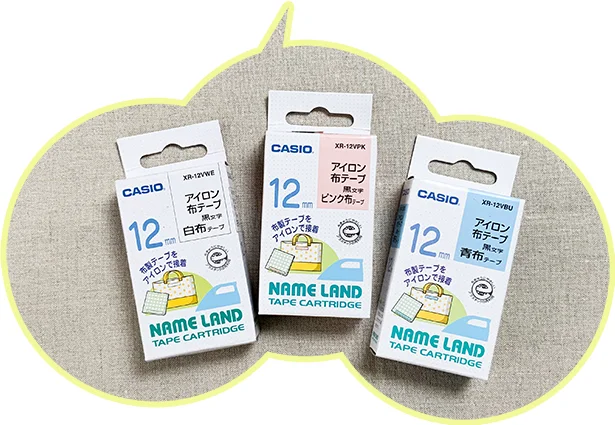 XR-12VWE
CASIO
アイロン
布テープ
黒文字
白布テープ
12mm
布製テープを
アイロンで接着
NAME LAND
TAPE CARTRIDGE
XR-12VPK
CASIO
アイロン
布テープ
黒文字
ピンク布テープ
12mm
布製テープを
アイロンで接着
NAME LAND
TAPE CARTRIDGE
XR-12VBU
CASIO
アイロン
布テープ
黒文字
青布テープ
12mm
布製テープを
アイロンで接着
NAME LAND
TAPE CARTRIDGE